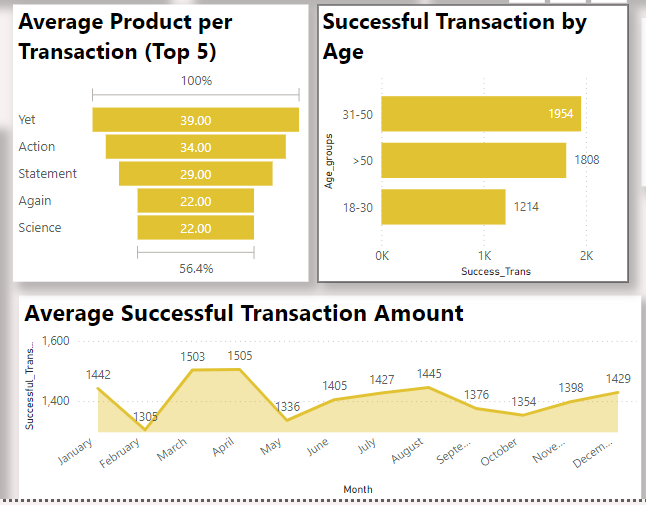 Average Product per
Transaction (Top 5)
100%
Yet 39.00
Action 34.00
Statement 29.00
Again 22.00
Science 22.00
56.4%
Successful Transaction by
Age
Age_groups
31-50 1954
>50 1808
18-30 1214
0K 1K 2K
Success_Trans
Average Successful Transaction Amount
Successful_Trans...
1,600
1,400
1442 1305 1503 1505 1336 1405 1427 1445 1376 1354 1398 1429
January February March April May June July August Septe... October Nove... Decem...
Month